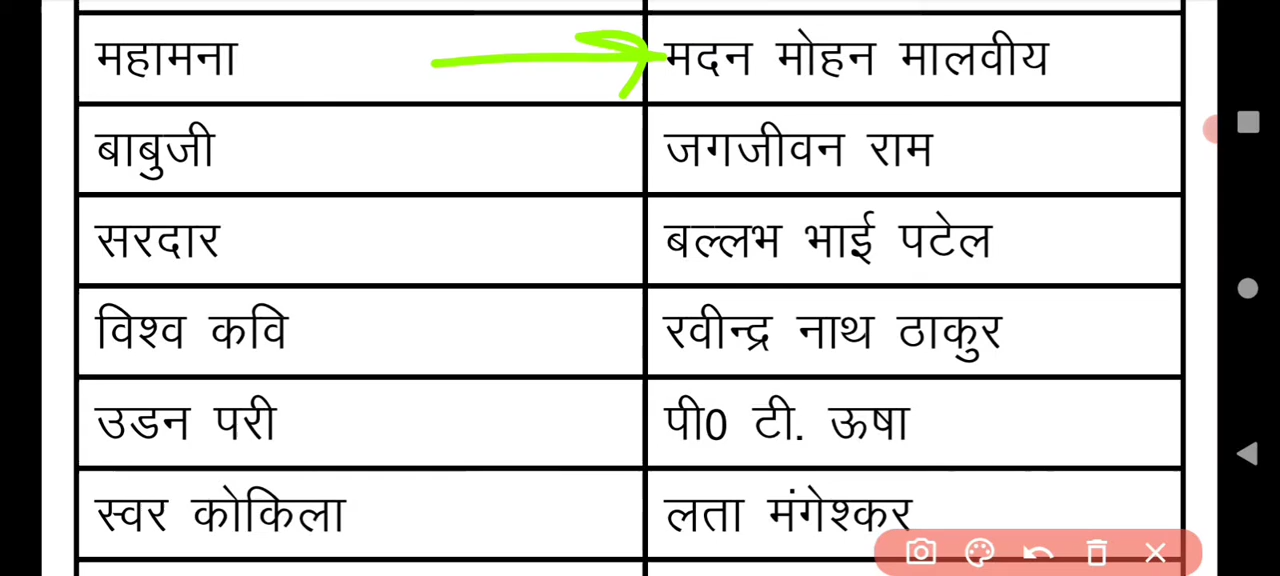 महामना मदन मोहन मालवीय
बाबुजी जगजीवन राम
सरदार बल्लभ भाई पटेल
विश्व कवि रवीन्द्र नाथ ठाकुर
उडन परी पी0 टी. ऊषा
स्वर कोकिला लता मंगेश्कर